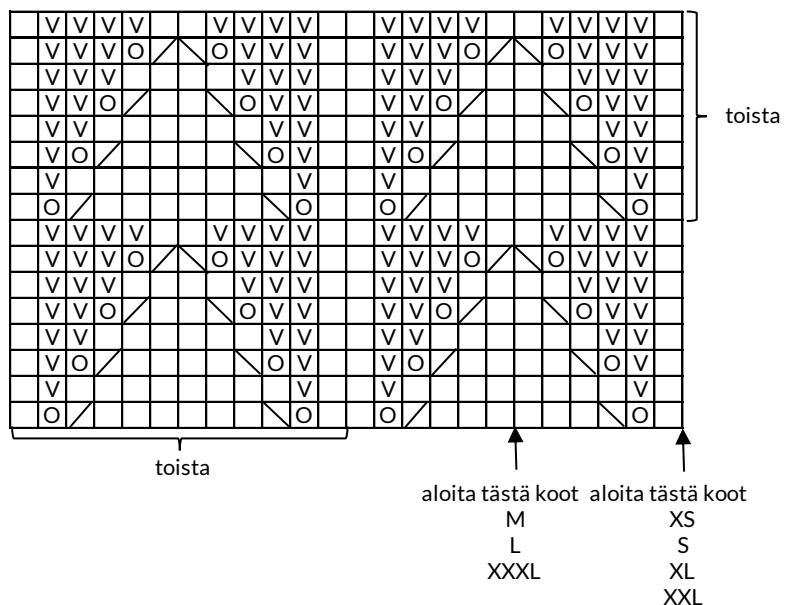 V V V V V V V V V V V V V V V V
V V V O O V V V V V V O O V V V
V V V V V V V V V V V V
V V O O V V V V O O V V
toista
V V V V V V V V
V O O V V O O V
V V V V
O O O O
V V V V V V V V V V V V V V V V
V V V O O V V V V V V O O V V V
V V V V V V V V V V V V
V V O O V V V V O O V V
V V V V V V V V
V O O V V O O V
V V V V
O O O O
toista
aloita tästä koot
M
L
XXXL
aloita tästä koot
XS
S
XL
XXL